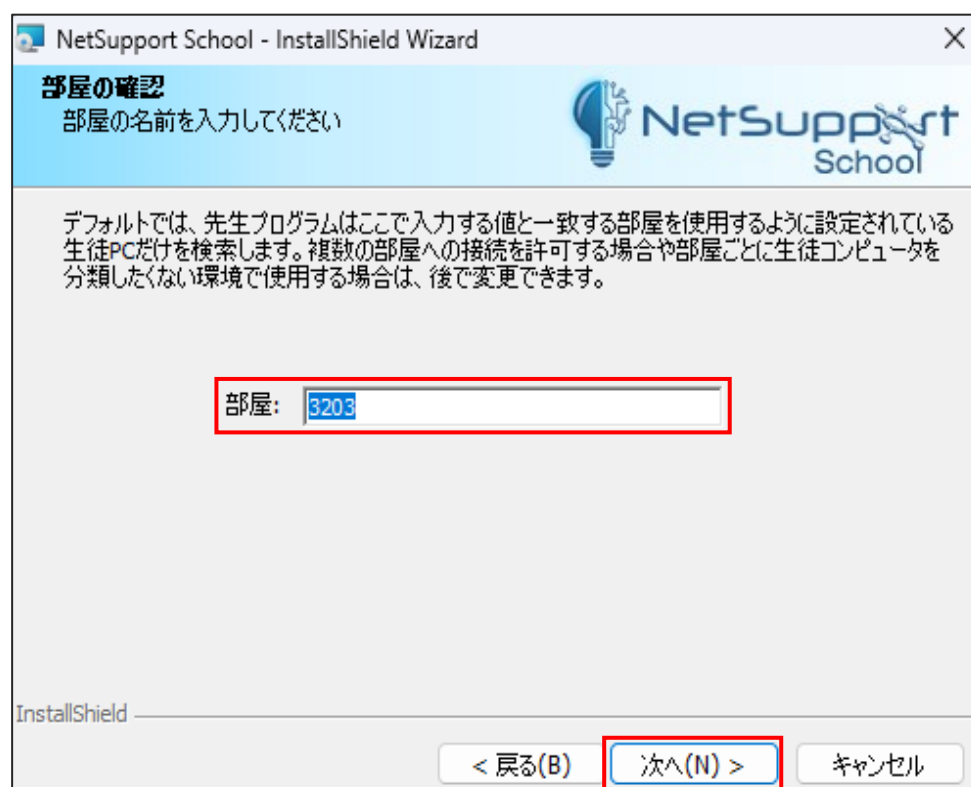 NetSupport School - InstallShield Wizard
部屋の確認
部屋の名前を入力してください
NetSupport
School
デフォルトでは、先生プログラムはここで入力する値と一致する部屋を使用するように設定されている
生徒PCだけを検索します。複数の部屋への接続を許可する場合や部屋ごとに生徒コンピュータを
分類したくない環境で使用する場合は、後で変更できます。
部屋: 3203
InstallShield
< 戻る(B) 次へ(N) > キャンセル